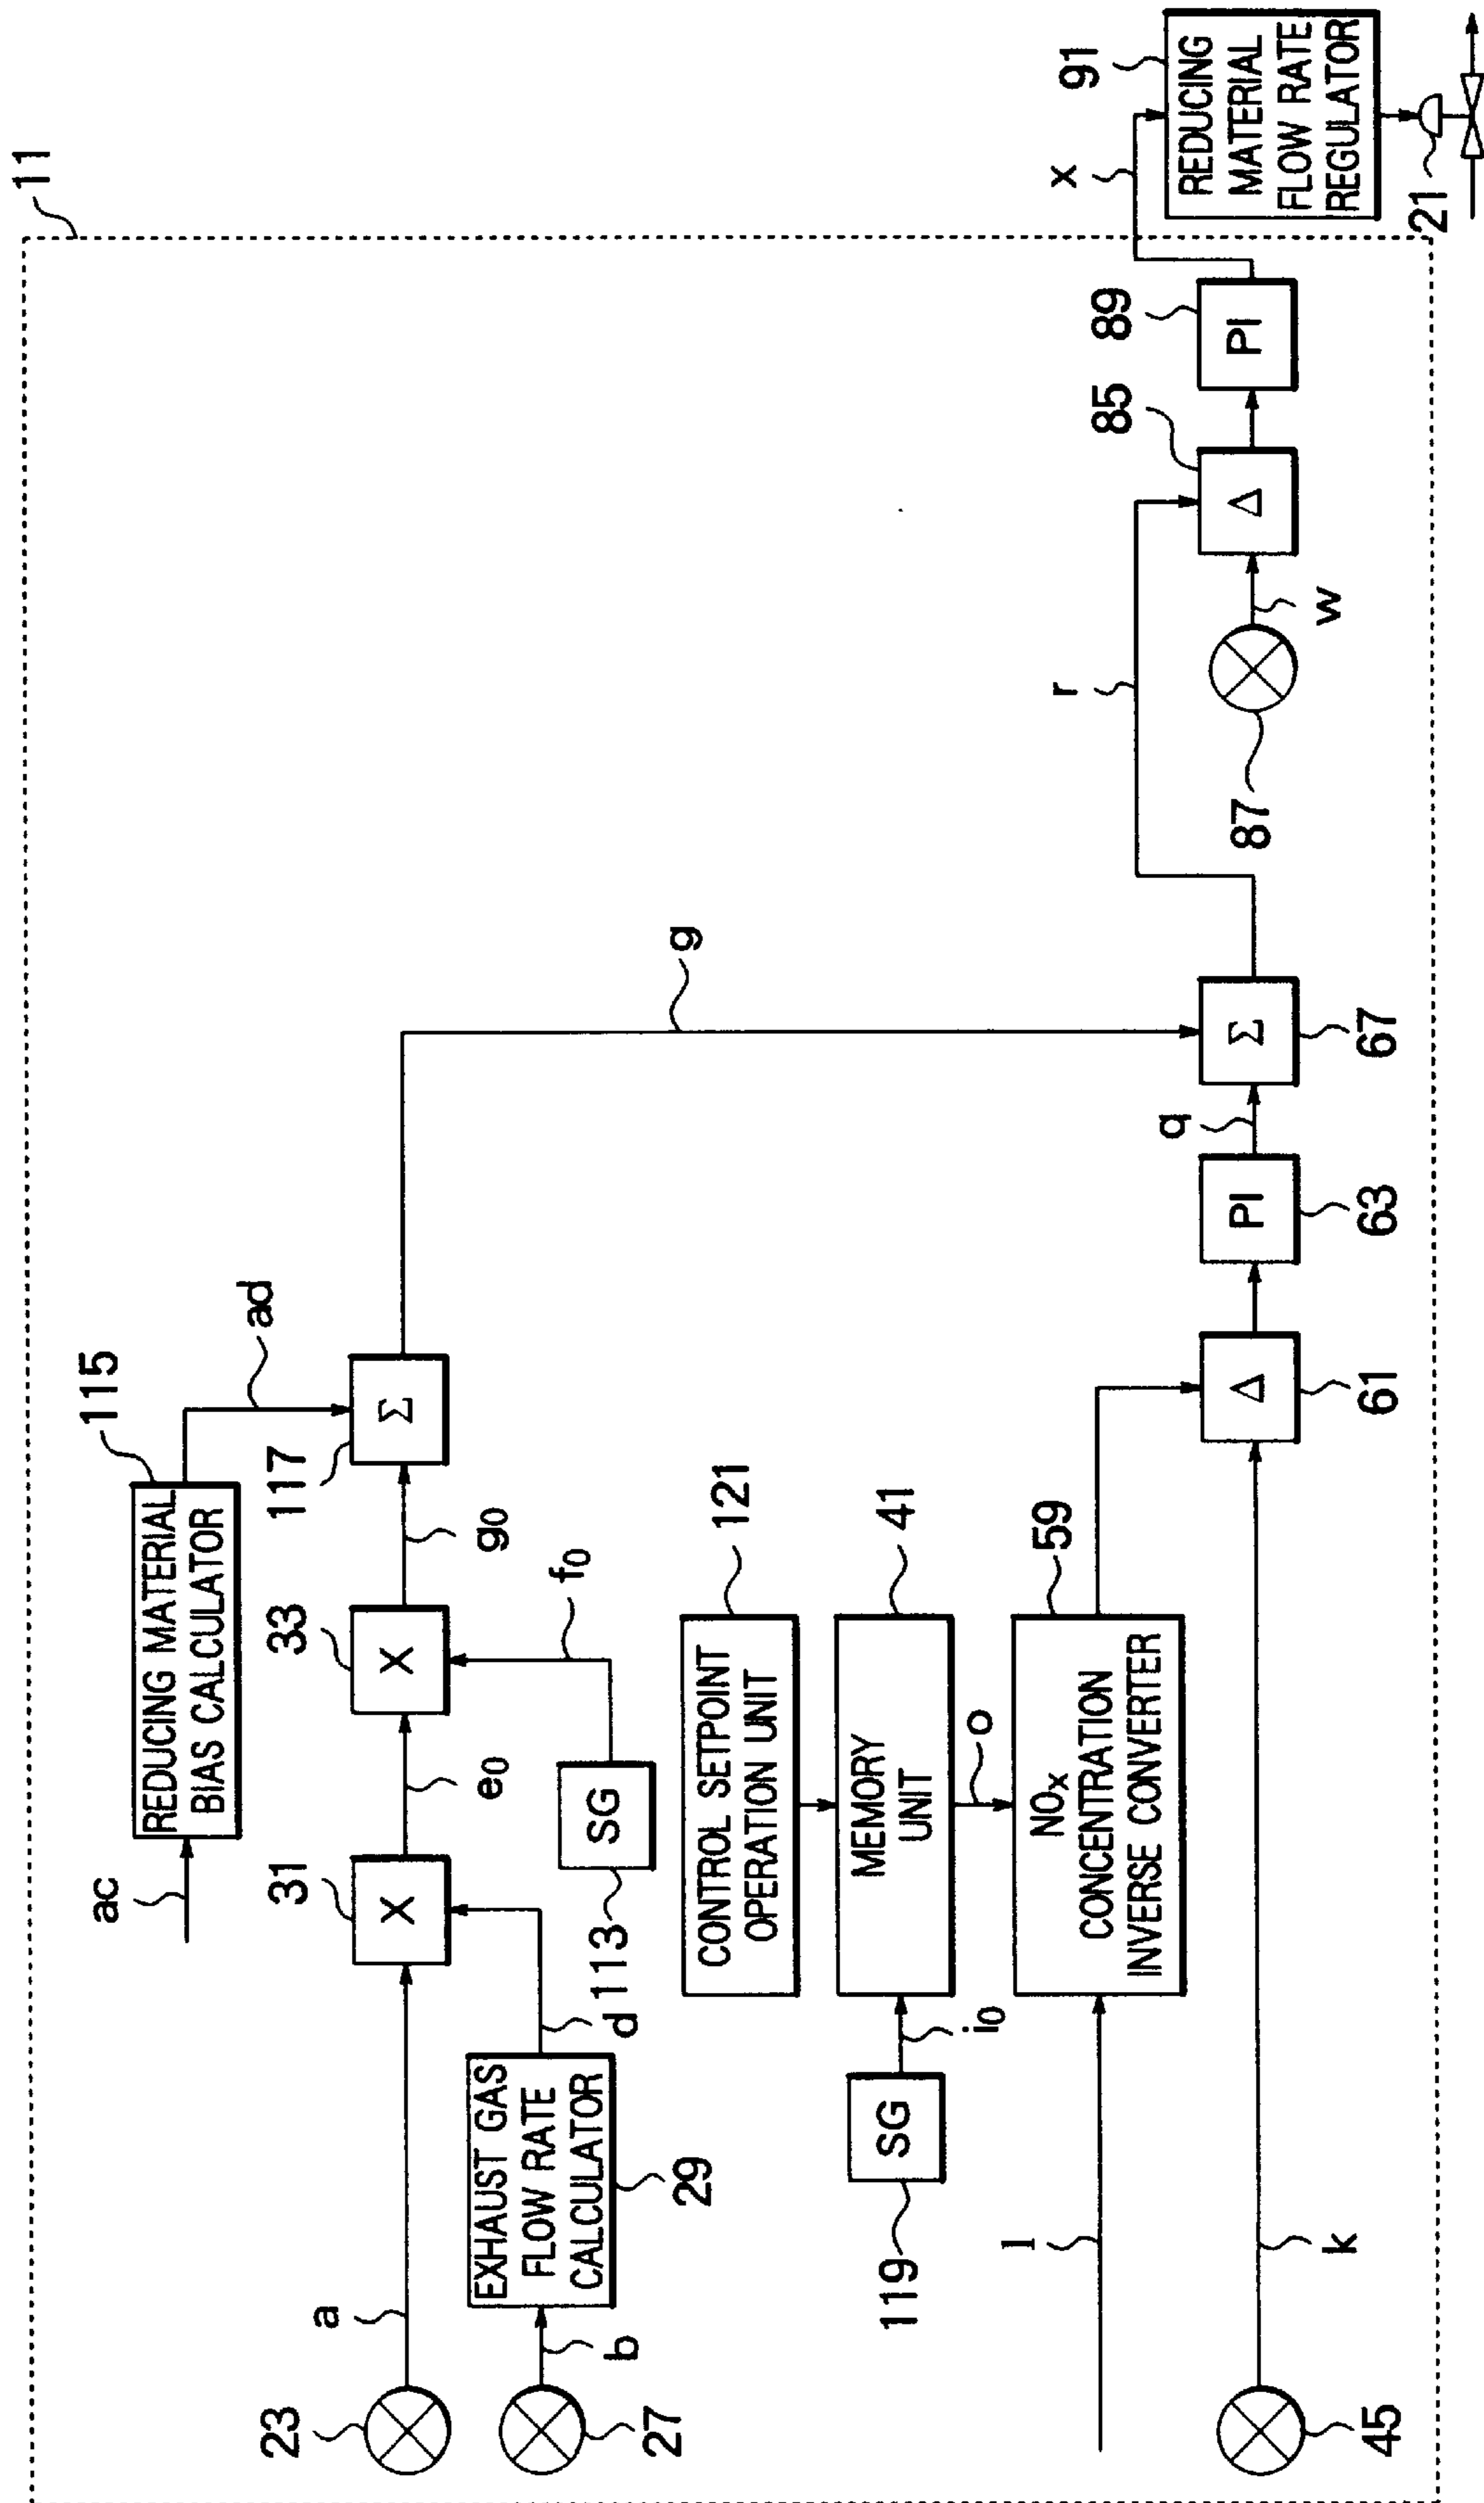 11
ac
REDUCING MATERIAL
BIAS CALCULATOR
115
ad
23
a
31
X
e0
33
X
g0
117
Σ
27
b
EXHAUST GAS
FLOW RATE
CALCULATOR
29
d
113
SG
f0
g
CONTROL SETPOINT
OPERATION UNIT
121
119
SG
i0
MEMORY
UNIT
41
o
l
NOx
CONCENTRATION
INVERSE CONVERTER
59
45
k
Δ
61
PI
63
q
Σ
67
r
87
w
Δ
85
PI
89
x
91
REDUCING
MATERIAL
FLOW RATE
REGULATOR
21